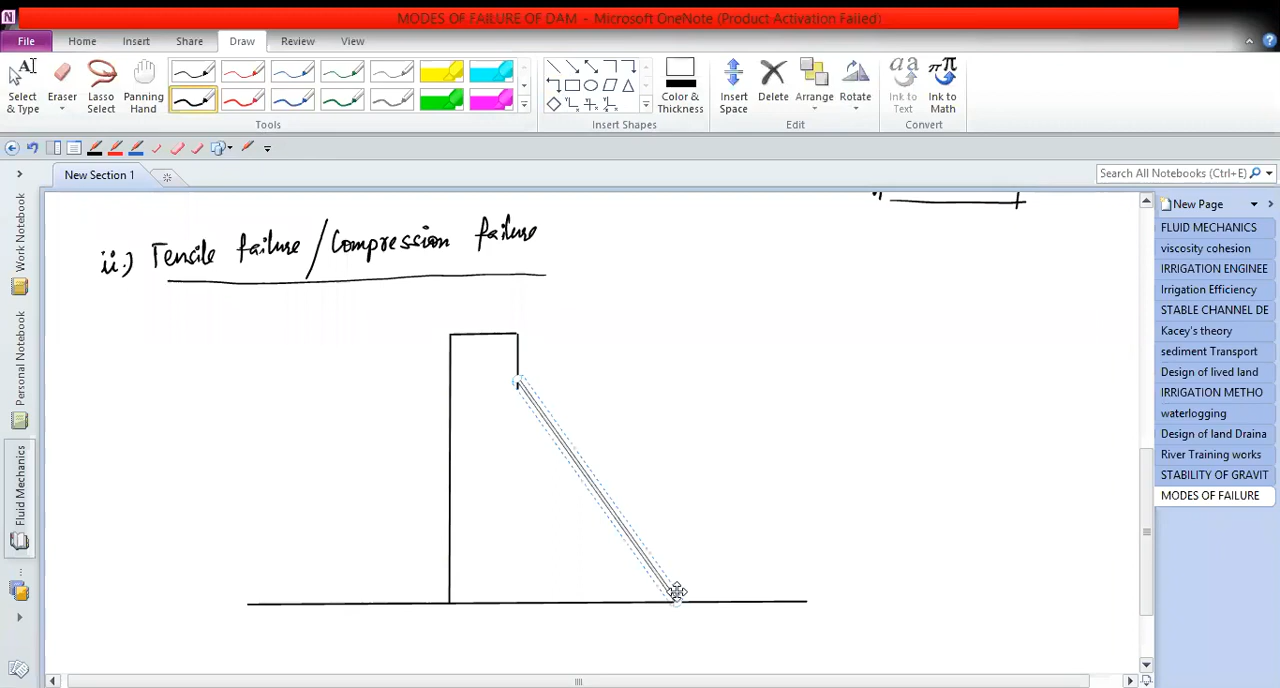 MODES OF FAILURE OF DAM - Microsoft OneNote (Product Activation Failed)
File Home Insert Share Draw Review View
Select & Type
Eraser
Lasso Select
Panning Hand
Color & Thickness
Insert Space
Delete
Arrange
Rotate
Ink to Text
Ink to Math
Tools
Insert Shapes
Edit
Convert
New Section 1
Search All Notebooks (Ctrl+E)
Work Notebook
Personal Notebook
Fluid Mechanics
ii.) Tensile failure/Compression failure
New Page
FLUID MECHANICS
viscosity cohesion
IRRIGATION ENGINEE
Irrigation Efficiency
STABLE CHANNEL DE
Kacey's theory
sediment Transport
Design of lived land
IRRIGATION METHO
waterlogging
Design of land Draina
River Training works
STABILITY OF GRAVIT
MODES OF FAILURE